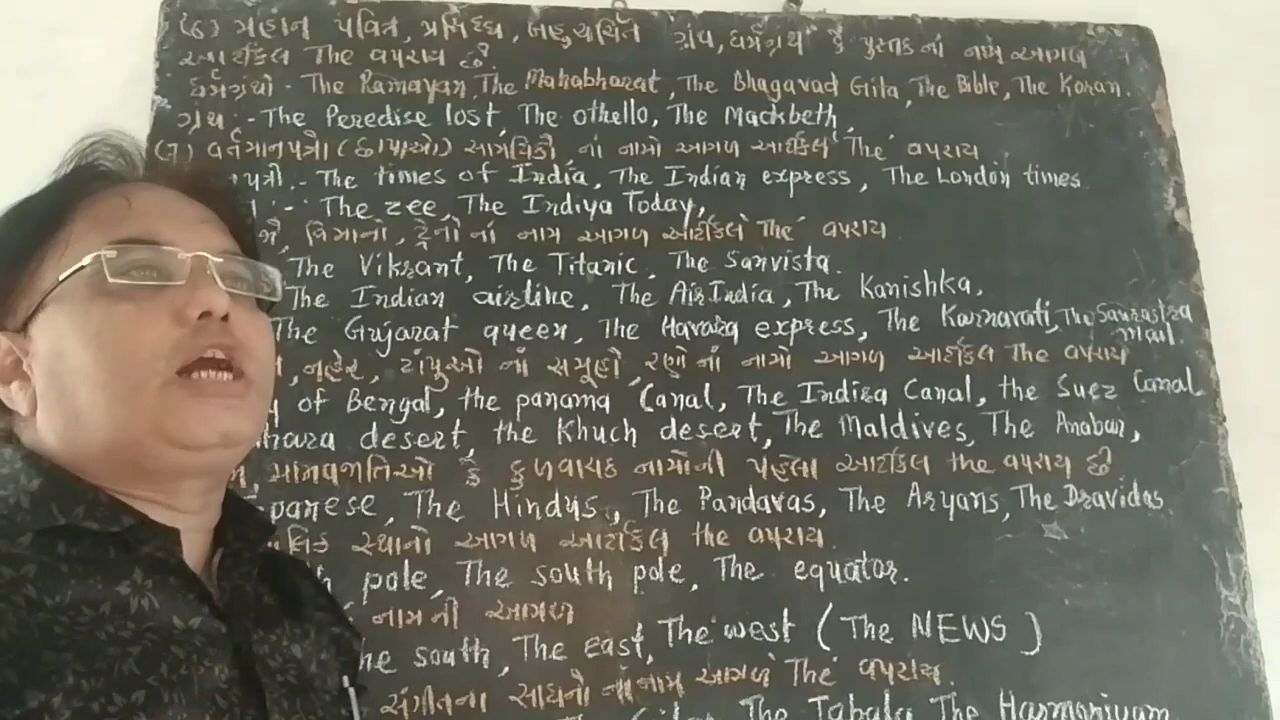 (૬) મહાન પવિત્ર, પ્રસિધ્ધ, બહુચર્ચિત ગ્રંથ, ધર્મગ્રંથ કે પુસ્તકનાં નામ આગળ
આર્ટીકલ The વપરાય છે.
ધર્મગ્રંથો - The Ramayan, The Mahabharat, The Bhagavad Gita, The Bible, The Koran.
ગ્રંથ :- The Peredise lost, The othello, The Mackbeth,
(૭) વર્તમાનપત્રો (છાપાઓ) સામયિકો નાં નામો આગળ આર્ટીકલ 'The' વપરાય
પત્રો.- The times of India, The Indian express, The London times.
:- The zee, The Indiya Today,
વિમાનો, ટ્રેનોનાં નામ આગળ આર્ટીકલ 'The' વપરાય.
The Vikrant, The Titanic, The Sanvista.
The Indian airline, The Air India, The Kanishka,
The Gujarat queen, The Havara express, The Karnavati, The Saurastra mail.
, નહેર, ટાપુઓ નાં સમૂહો, રણોનાં નામો આગળ આર્ટીકલ The વપરાય
of Bengal, the panama Canal, The Indira Canal, the Suez Canal
desert, the Khuch desert, The Maldives, The Anabur,
માનવજાતિઓ કે કુળવાચક નામોની પહેલા આર્ટીકલ the વપરાય છે
panese, The Hindus, The Pandavas, The Aryans, The Dravidas.
સ્થાનો આગળ આર્ટીકલ the વપરાય.
pole, The south pole, The equator.
નામની આગળ
he south, The east, The west (The NEWS)
સંગીતના સાધનો નાં નામ આગળ 'The' વપરાય.
The Tabala The Harmoniyam